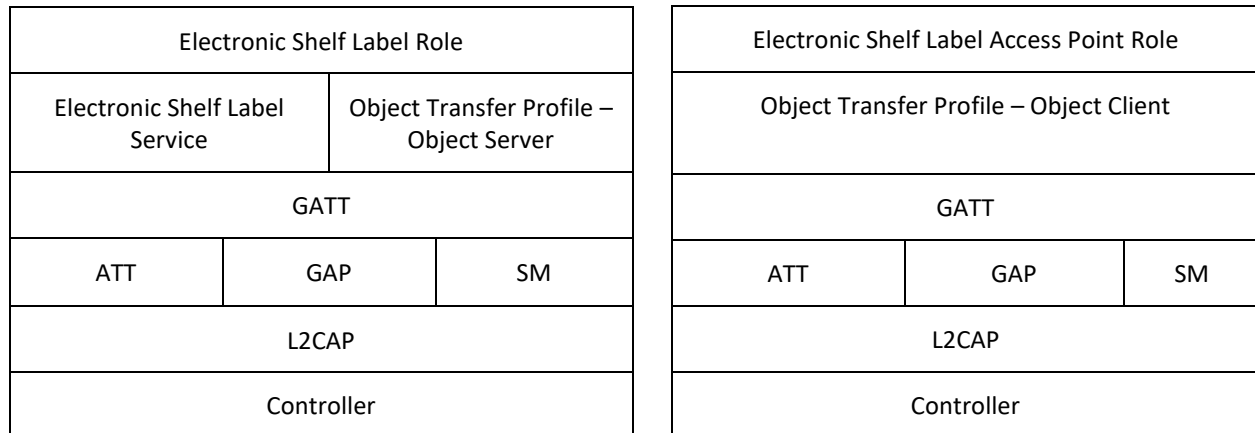 Electronic Shelf Label Role
Electronic Shelf Label
Service
Object Transfer Profile –
Object Server
GATT
ATT
GAP
SM
L2CAP
Controller
Electronic Shelf Label Access Point Role
Object Transfer Profile – Object Client
GATT
ATT
GAP
SM
L2CAP
Controller